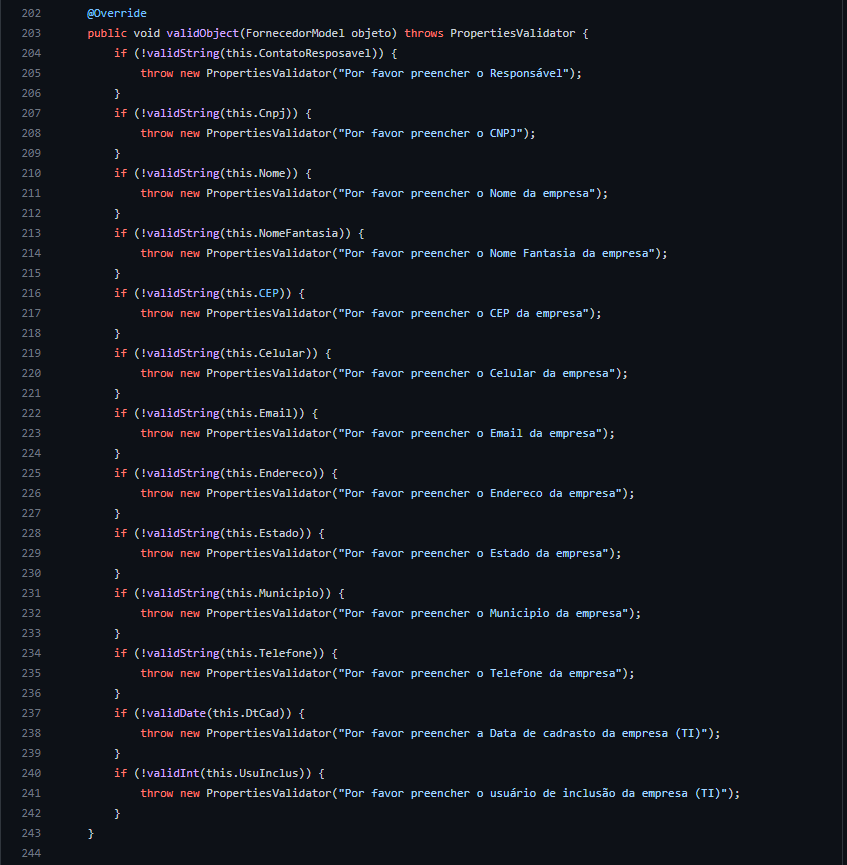 202 @Override
203 public void validObject(FornecedorModel objeto) throws PropertiesValidator {
204 if (!validString(this.ContatoResposavel)) {
205 throw new PropertiesValidator("Por favor preencher o Responsável");
206 }
207 if (!validString(this.Cnpj)) {
208 throw new PropertiesValidator("Por favor preencher o CNPJ");
209 }
210 if (!validString(this.Nome)) {
211 throw new PropertiesValidator("Por favor preencher o Nome da empresa");
212 }
213 if (!validString(this.NomeFantasia)) {
214 throw new PropertiesValidator("Por favor preencher o Nome Fantasia da empresa");
215 }
216 if (!validString(this.CEP)) {
217 throw new PropertiesValidator("Por favor preencher o CEP da empresa");
218 }
219 if (!validString(this.Celular)) {
220 throw new PropertiesValidator("Por favor preencher o Celular da empresa");
221 }
222 if (!validString(this.Email)) {
223 throw new PropertiesValidator("Por favor preencher o Email da empresa");
224 }
225 if (!validString(this.Endereco)) {
226 throw new PropertiesValidator("Por favor preencher o Endereco da empresa");
227 }
228 if (!validString(this.Estado)) {
229 throw new PropertiesValidator("Por favor preencher o Estado da empresa");
230 }
231 if (!validString(this.Municipio)) {
232 throw new PropertiesValidator("Por favor preencher o Municipio da empresa");
233 }
234 if (!validString(this.Telefone)) {
235 throw new PropertiesValidator("Por favor preencher o Telefone da empresa");
236 }
237 if (!validDate(this.DtCad)) {
238 throw new PropertiesValidator("Por favor preencher a Data de cadrasto da empresa (TI)");
239 }
240 if (!validInt(this.UsuInclus)) {
241 throw new PropertiesValidator("Por favor preencher o usuário de inclusão da empresa (TI)");
242 }
243 }
244